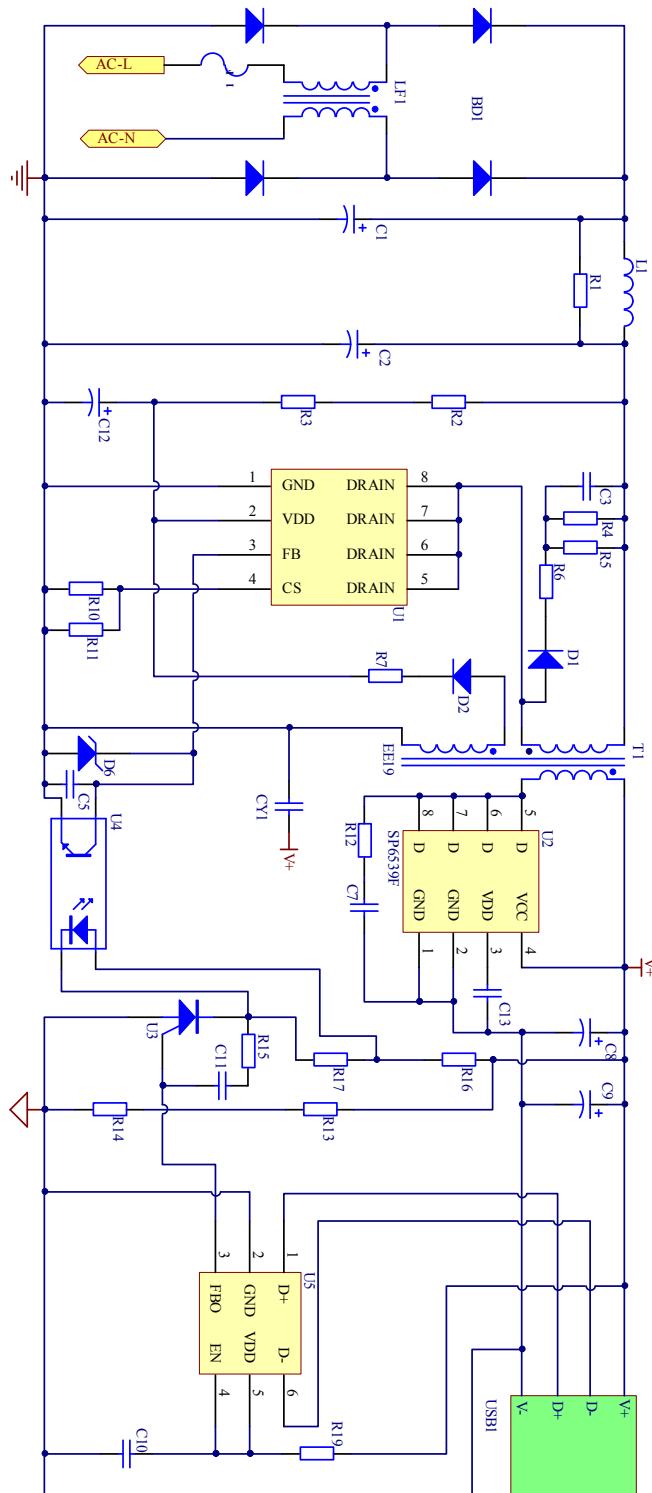 AC-L
LF1
BD1
AC-N
C1
L1
R1
C2
C12
R3
R2
1 GND DRAIN 8
2 VDD DRAIN 7
3 FB DRAIN 6
4 CS DRAIN 5
U1
C3
R4
R5
R6
R10
R11
D1
R7
D2
T1
EE19
D6
C5
U4
CY1
V+
U2
SP6539F
8 D GND 1
7 D GND 2
6 D VDD 3
5 D VCC 4
R12
C7
V+
C13
C8
U3
R15
C11
R17
R16
C9
R14
R13
U5
3 FBO EN 4
2 GND VDD 5
1 D+ D- 6
C10
R19
V-
D+
D-
V+
USB1